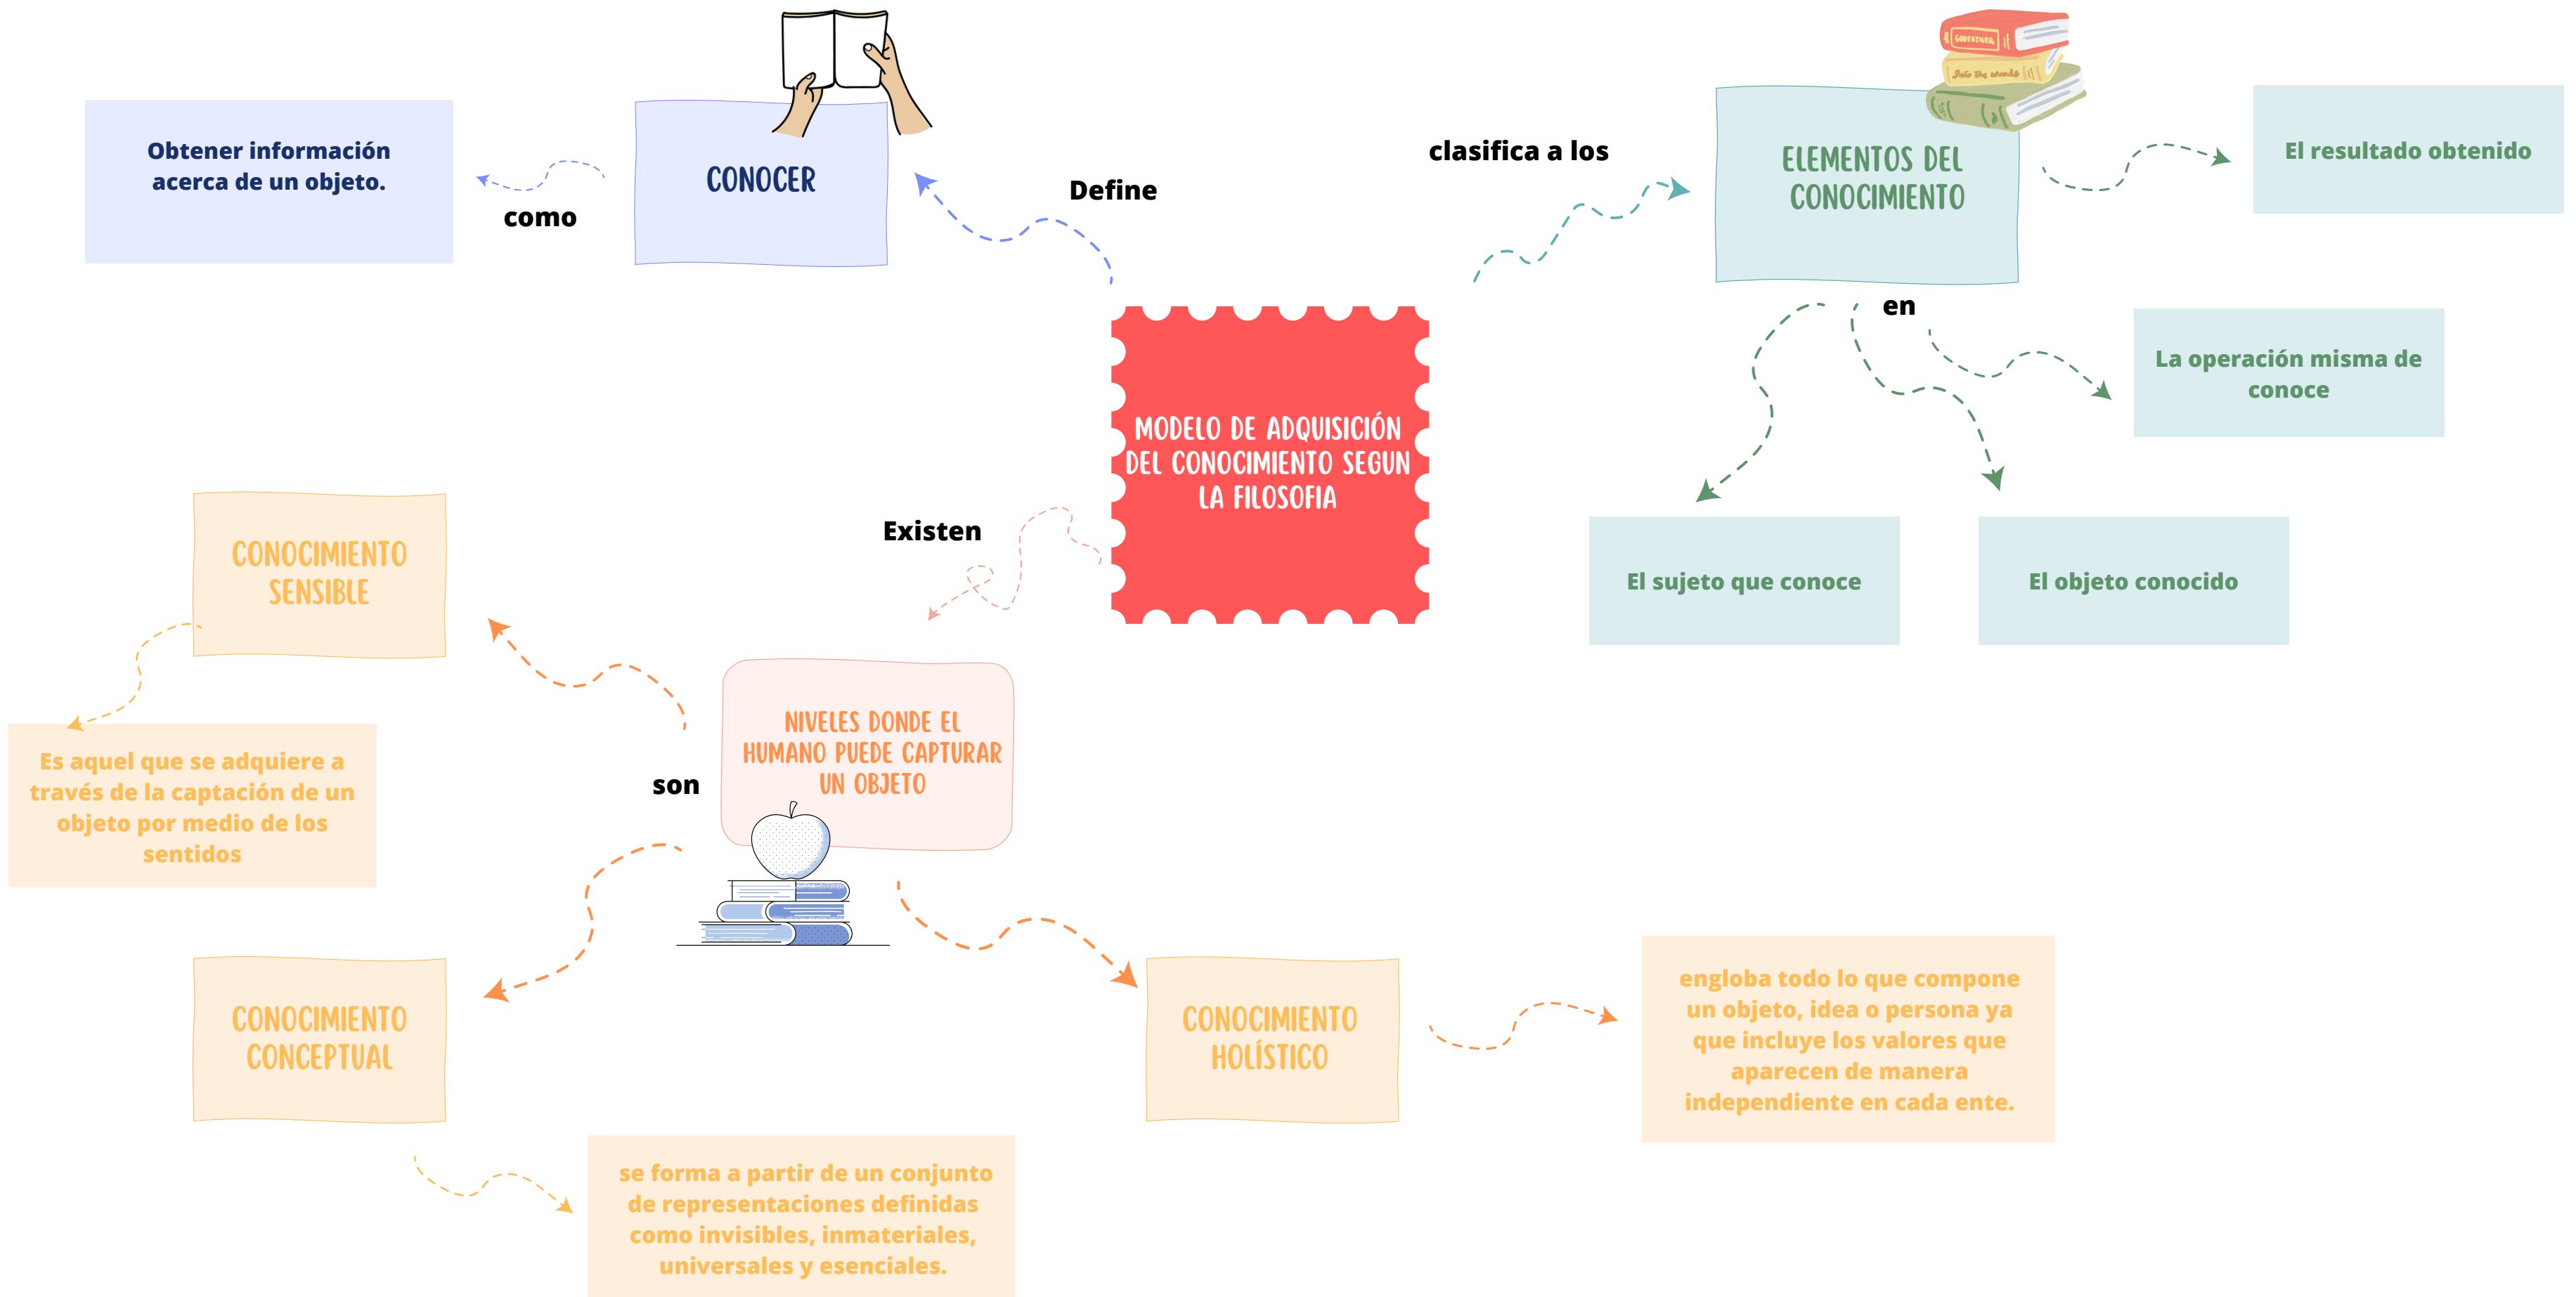 Obtener información
acerca de un objeto.
como
CONOCER
Define
clasifica a los
ELEMENTOS DEL
CONOCIMIENTO
GODFATHER
Into the woods
El resultado obtenido
en
La operación misma de
conoce
El sujeto que conoce
El objeto conocido
MODELO DE ADQUISICIÓN
DEL CONOCIMIENTO SEGUN
LA FILOSOFIA
Existen
NIVELES DONDE EL
HUMANO PUEDE CAPTURAR
UN OBJETO
son
CONOCIMIENTO
SENSIBLE
Es aquel que se adquiere a
través de la captación de un
objeto por medio de los
sentidos
CONOCIMIENTO
CONCEPTUAL
se forma a partir de un conjunto
de representaciones definidas
como invisibles, inmateriales,
universales y esenciales.
CONOCIMIENTO
HOLÍSTICO
engloba todo lo que compone
un objeto, idea o persona ya
que incluye los valores que
aparecen de manera
independiente en cada ente.